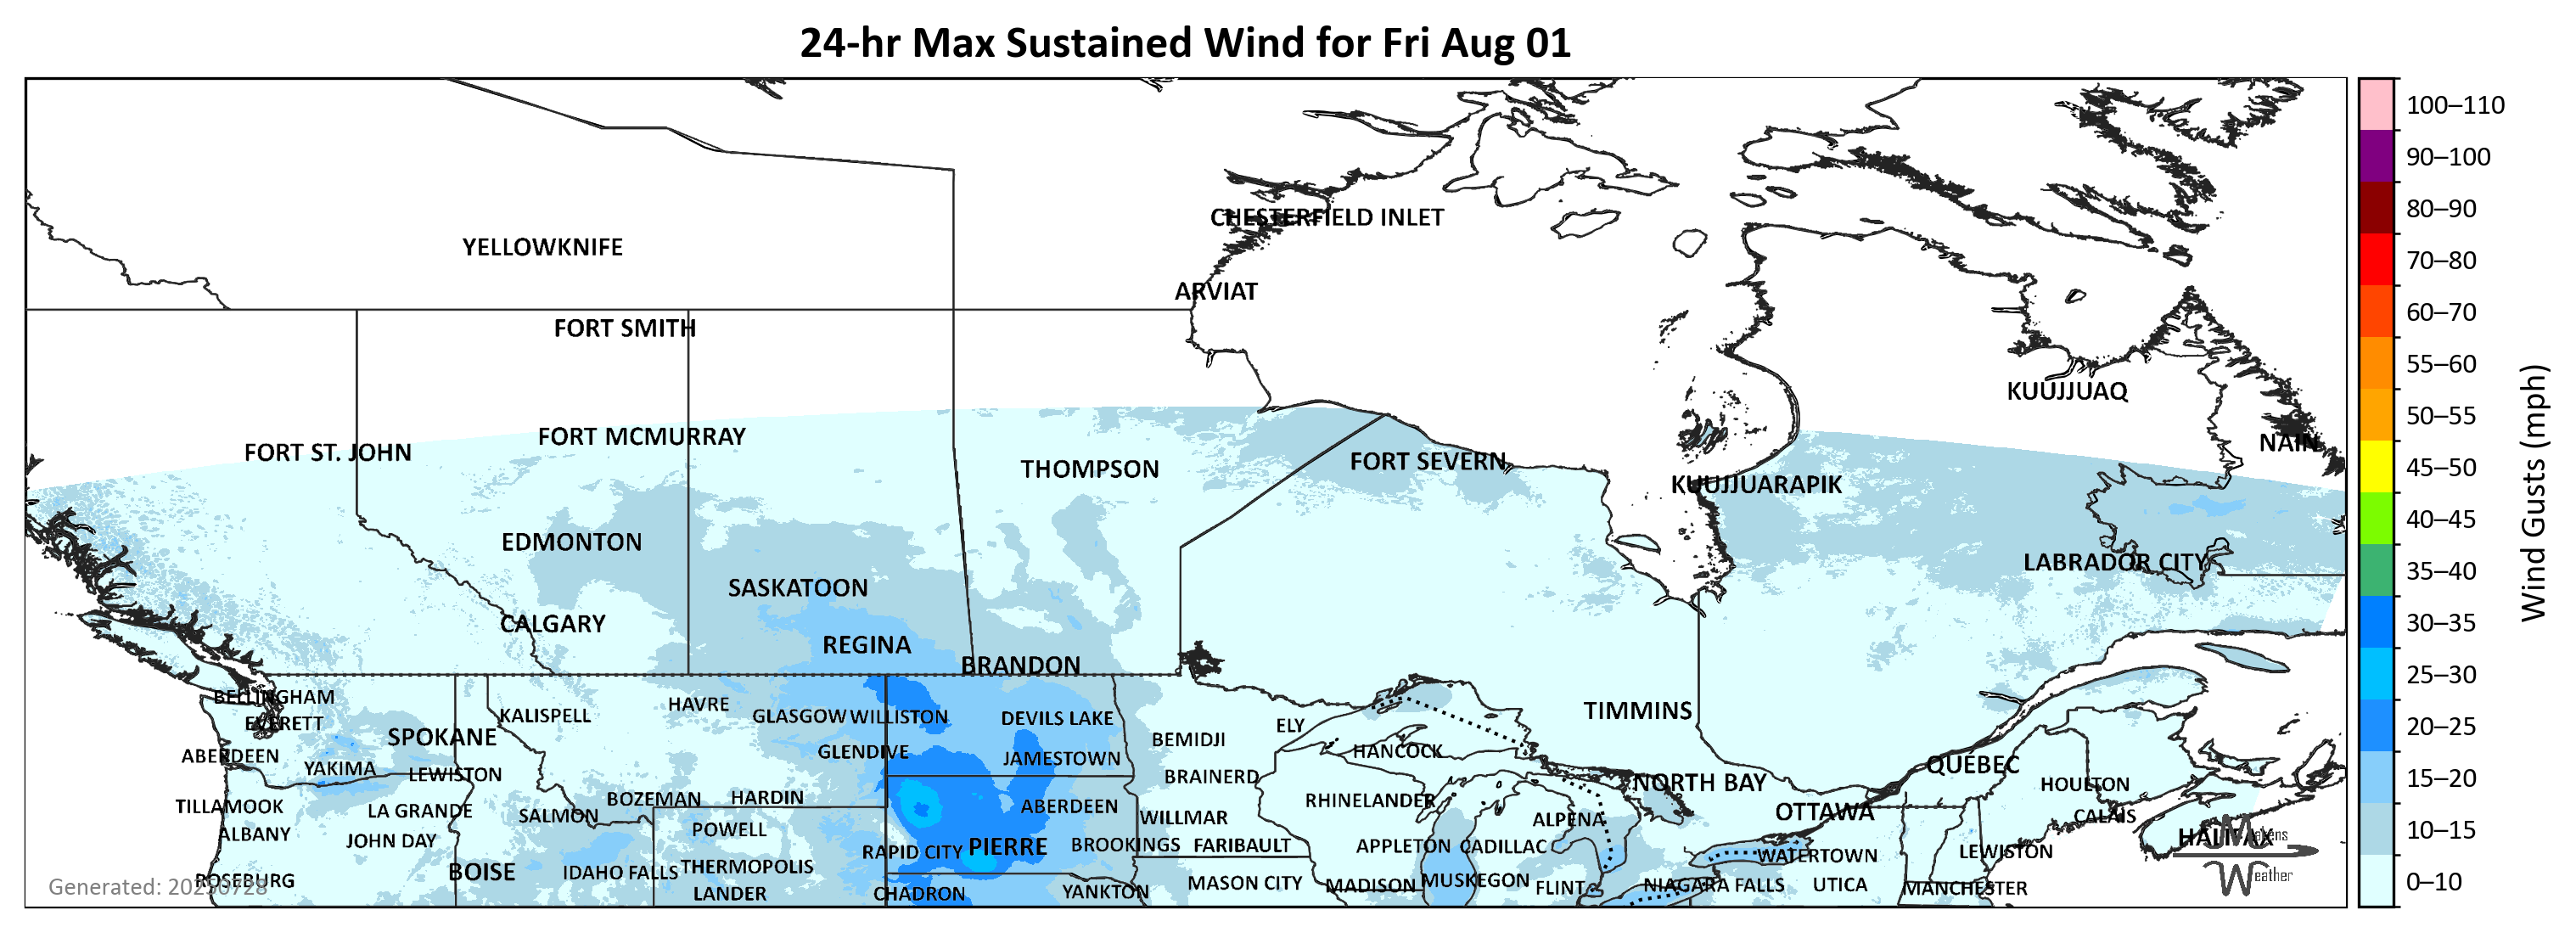 24-hr Max Sustained Wind for Fri Aug 01
100–110
90–100
80–90
70–80
60–70
55–60
50–55
45–50
40–45
35–40
30–35
25–30
20–25
15–20
10–15
0–10
Wind Gusts (mph)
CHESTERFIELD INLET
YELLOWKNIFE
ARVIAT
FORT SMITH
KUUJJUAQ
FORT MCMURRAY
NAIN
FORT ST. JOHN
FORT SEVERN
THOMPSON
KUUJJUARAPIK
EDMONTON
LABRADOR CITY
SASKATOON
CALGARY
REGINA
BRANDON
BELLINGHAM
HAVRE
TIMMINS
KALISPELL
GLASGOW
WILLISTON
DEVILS LAKE
EVERETT
ELY
SPOKANE
BEMIDJI
GLENDIVE
HANCOCK
ABERDEEN
JAMESTOWN
QUÉBEC
YAKIMA
LEWISTON
BRAINERD
NORTH BAY
HOULTON
BOZEMAN
HARDIN
RHINELANDER
TILLAMOOK
ABERDEEN
LA GRANDE
OTTAWA
SALMON
CALAIS
WILLMAR
ALPENA
POWELL
ALBANY
HALIFAX
Makens
Weather
JOHN DAY
BROOKINGS
FARIBAULT
APPLETON
CADILLAC
PIERRE
RAPID CITY
LEWISTON
WATERTOWN
THERMOPOLIS
BOISE
IDAHO FALLS
ROSEBURG
MUSKEGON
MASON CITY
MADISON
FLINT
NIAGARA FALLS
UTICA
MANCHESTER
Generated: 20250728
LANDER
CHADRON
YANKTON